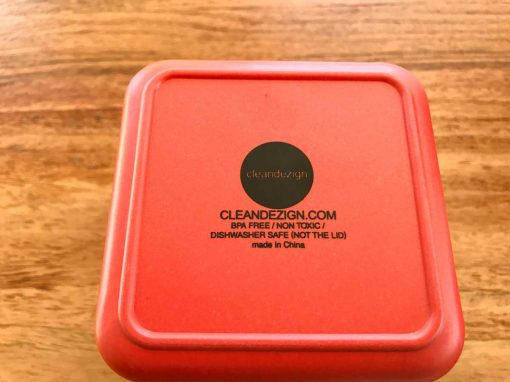 cleandezign
CLEANDEZIGN.COM
BPA FREE / NON TOXIC /
DISHWASHER SAFE (NOT THE LID)
made in China